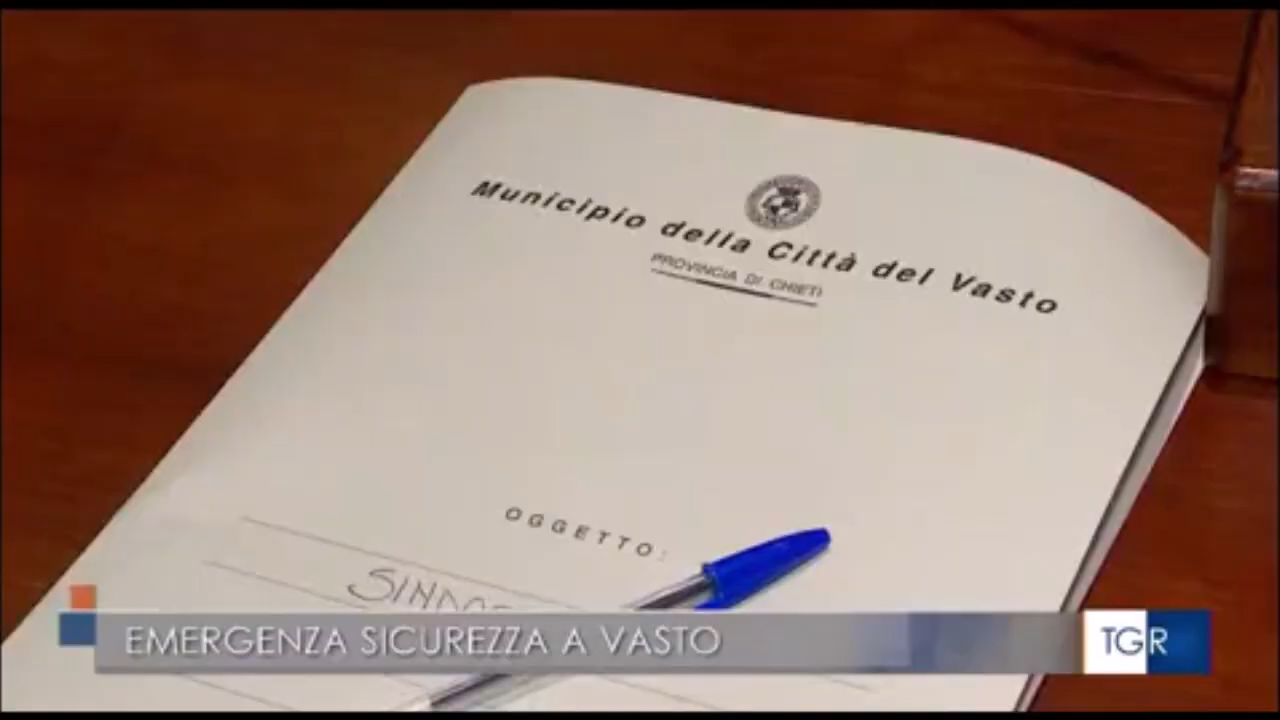 Municipio della Città del Vasto
PROVINCIA DI CHIETI
OGGETTO:
EMERGENZA SICUREZZA A VASTO
TGR